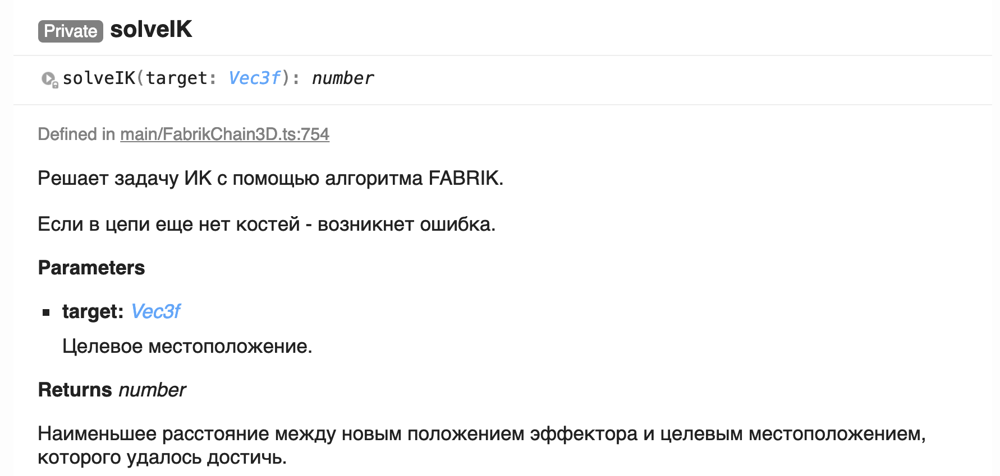 Private solveIK
solveIK(target: Vec3f): number
Defined in main/FabrikChain3D.ts:754
Решает задачу ИК с помощью алгоритма FABRIK.
Если в цепи еще нет костей - возникнет ошибка.
Parameters
▪ target: Vec3f
Целевое местоположение.
Returns number
Наименьшее расстояние между новым положением эффектора и целевым местоположением,
которого удалось достичь.